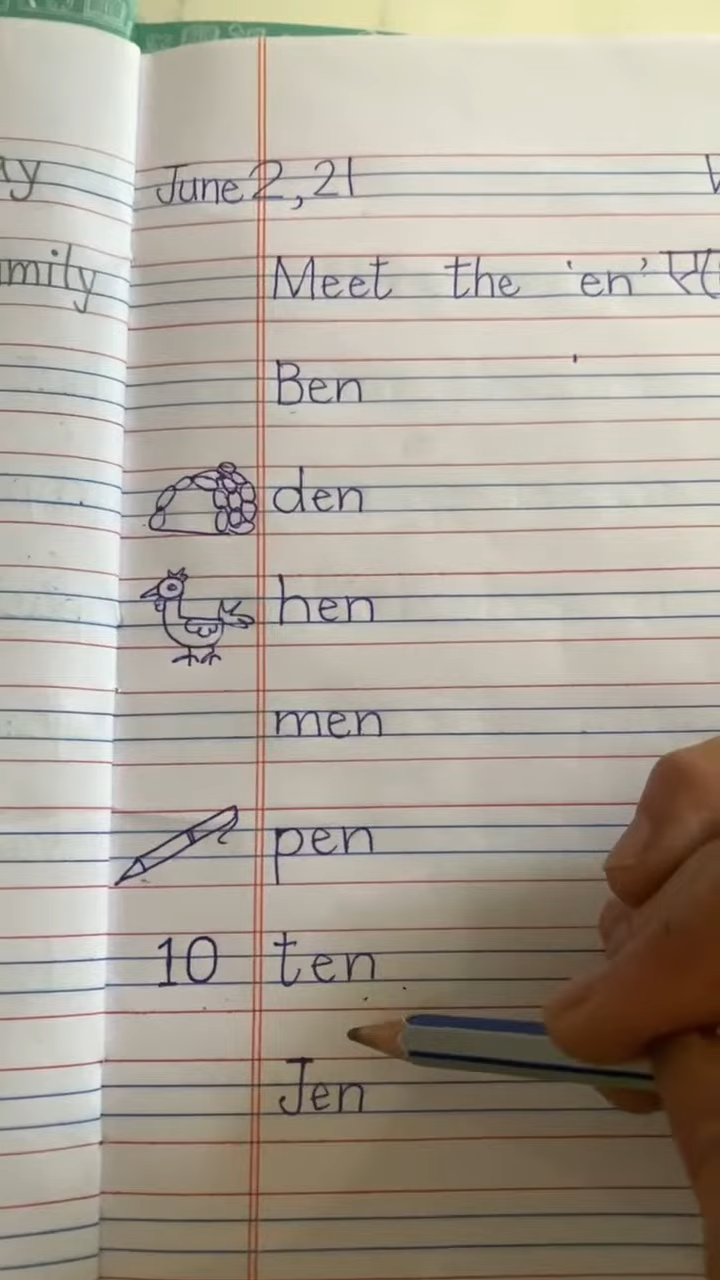 June 2, 21
Meet the 'en'
Ben
den
hen
men
pen
10 ten
Jen